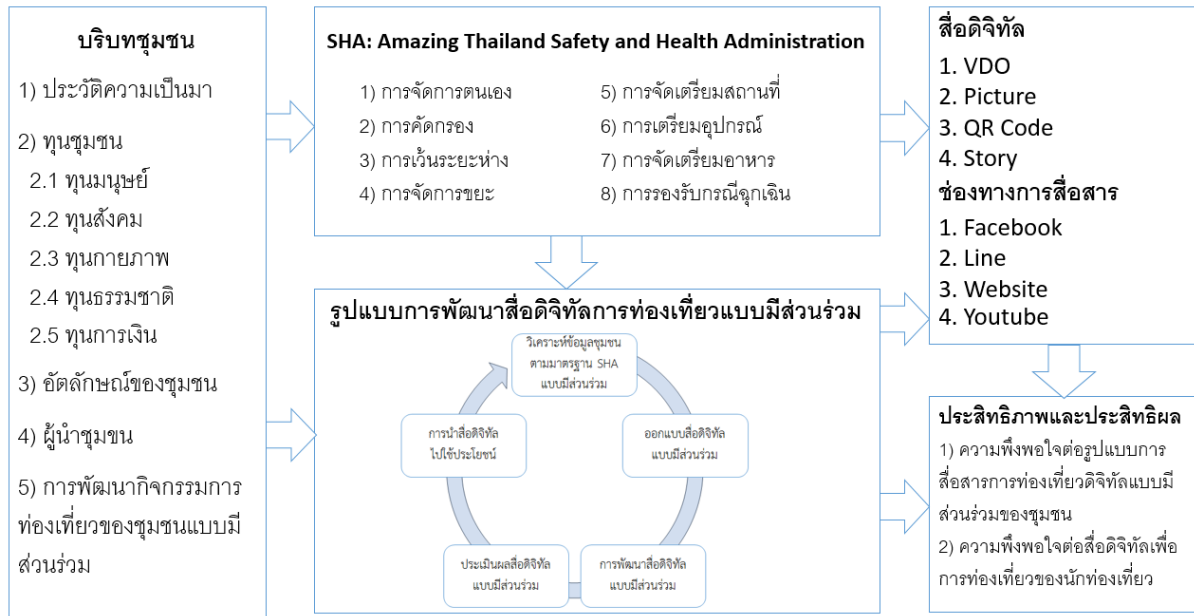 บริบทชุมชน
1) ประวัติความเป็นมา
2) ทุนชุมชน
2.1 ทุนมนุษย์
2.2 ทุนสังคม
2.3 ทุนกายภาพ
2.4 ทุนธรรมชาติ
2.5 ทุนการเงิน
3) อัตลักษณ์ของชุมชน
4) ผู้นำชุมขน
5) การพัฒนากิจกรรมการ
ท่องเที่ยวของชุมชนแบบมี
ส่วนร่วม
SHA: Amazing Thailand Safety and Health Administration
1) การจัดการตนเอง
2) การคัดกรอง
3) การเว้นระยะห่าง
4) การจัดการขยะ
5) การจัดเตรียมสถานที่
6) การเตรียมอุปกรณ์
7) การจัดเตรียมอาหาร
8) การรองรับกรณีฉุกเฉิน
รูปแบบการพัฒนาสื่อดิจิทัลการท่องเที่ยวแบบมีส่วนร่วม
วิเคราะห์ข้อมูลชุมชน
ตามมาตรฐาน SHA
แบบมีส่วนร่วม
ออกแบบสื่อดิจิทัล
แบบมีส่วนร่วม
การพัฒนาสื่อดิจิทัล
แบบมีส่วนร่วม
ประเมินผลสื่อดิจิทัล
แบบมีส่วนร่วม
การนำสื่อดิจิทัล
ไปใช้ประโยชน์
สื่อดิจิทัล
1. VDO
2. Picture
3. QR Code
4. Story
ช่องทางการสื่อสาร
1. Facebook
2. Line
3. Website
4. Youtube
ประสิทธิภาพและประสิทธิผล
1) ความพึงพอใจต่อรูปแบบการ
สื่อสารการท่องเที่ยวดิจิทัลแบบมี
ส่วนร่วมของชุมชน
2) ความพึงพอใจต่อสื่อดิจิทัลเพื่อ
การท่องเที่ยวของนักท่องเที่ยว